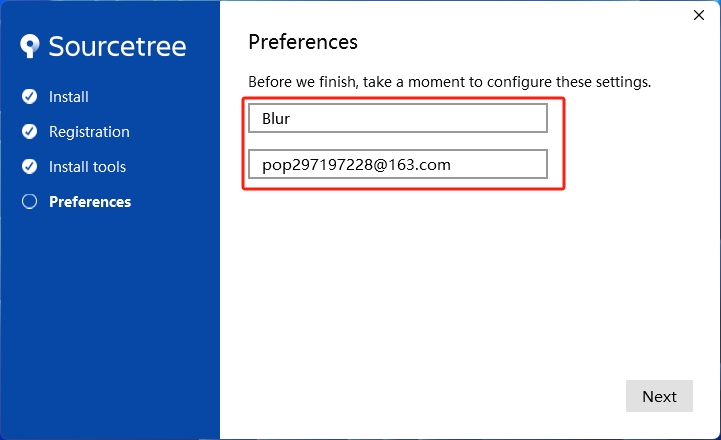 Sourcetree
Install
Registration
Install tools
Preferences
Preferences
Before we finish, take a moment to configure these settings.
Blur
pop297197228@163.com
Next